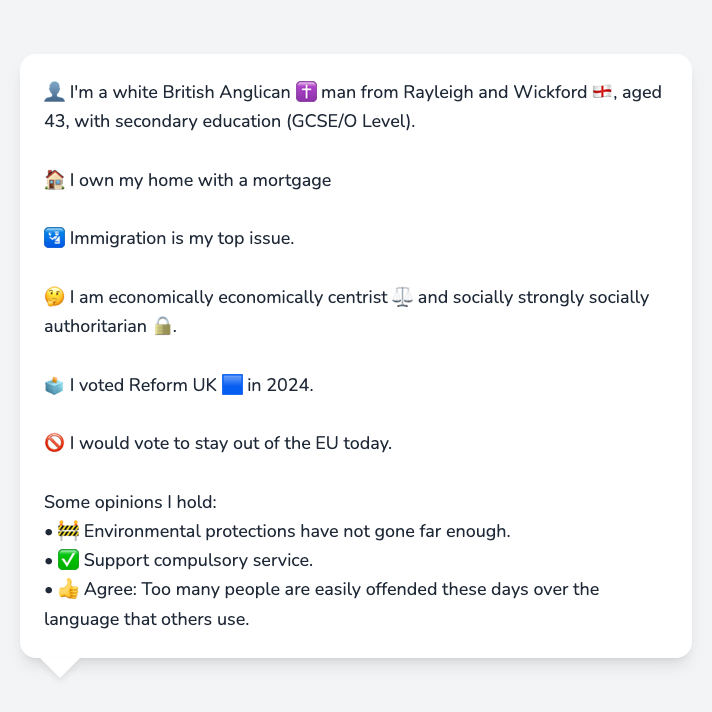 👤 I'm a white British Anglican ✝️ man from Rayleigh and Wickford 🏴󠁧󠁢󠁥󠁮󠁧󠁿, aged
43, with secondary education (GCSE/O Level).
🏠 I own my home with a mortgage
🛂 Immigration is my top issue.
🤔 I am economically economically centrist ⚖️ and socially strongly socially
authoritarian 🔒.
🗳️ I voted Reform UK 🟦 in 2024.
🚫 I would vote to stay out of the EU today.
Some opinions I hold:
• 🚧 Environmental protections have not gone far enough.
• ✅ Support compulsory service.
• 👍 Agree: Too many people are easily offended these days over the
language that others use.